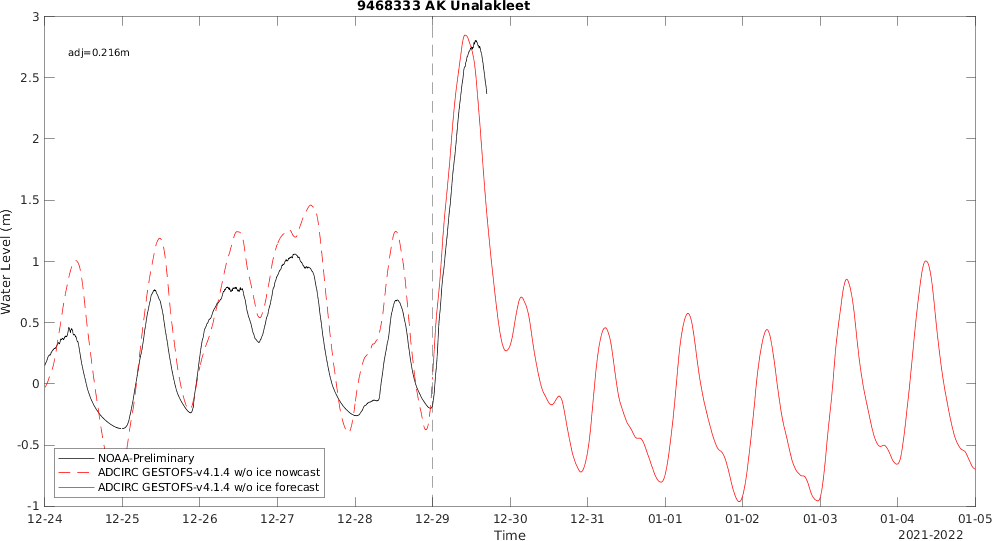 9468333 AK Unalakleet
adj=0.216m
3
2.5
2
1.5
1
0.5
0
-0.5
-1
Water Level (m)
NOAA-Preliminary
ADCIRC GESTOFS-v4.1.4 w/o ice nowcast
ADCIRC GESTOFS-v4.1.4 w/o ice forecast
12-24 12-25 12-26 12-27 12-28 12-29 12-30 12-31 01-01 01-02 01-03 01-04 01-05
Time
2021-2022